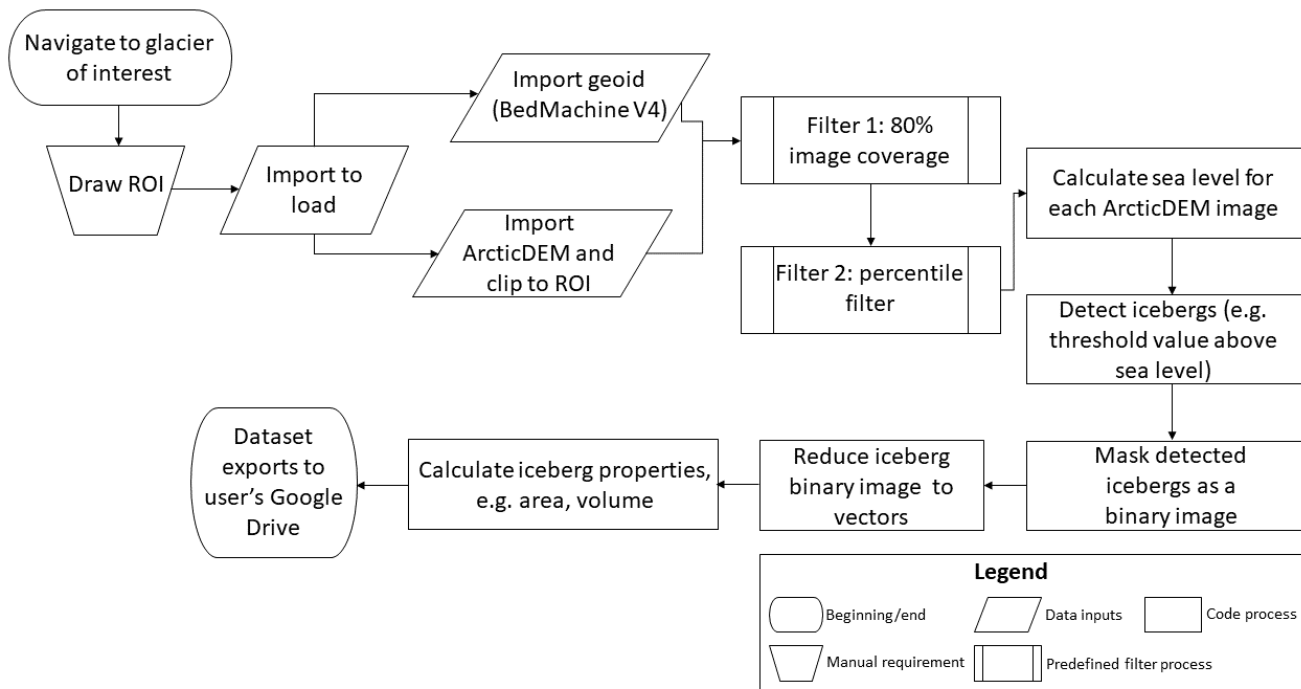 Navigate to glacier
of interest
Draw ROI
Import to
load
Import geoid
(BedMachine V4)
Import
ArcticDEM and
clip to ROI
Filter 1: 80%
image coverage
Filter 2: percentile
filter
Calculate sea level for
each ArcticDEM image
Detect icebergs (e.g.
threshold value above
sea level)
Mask detected
icebergs as a
binary image
Reduce iceberg
binary image to
vectors
Calculate iceberg properties,
e.g. area, volume
Dataset
exports to
user's Google
Drive
Legend
Beginning/end
Data inputs
Code process
Manual requirement
Predefined filter process